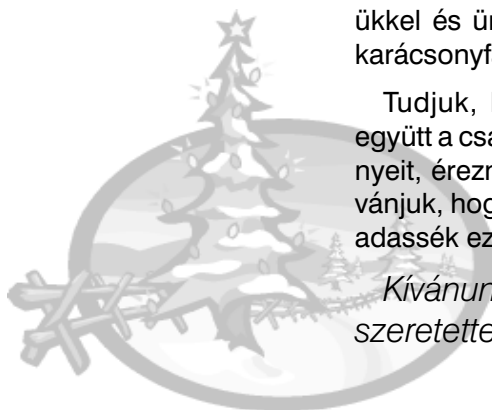 ükkel és ün
karácsonyfa
Tudjuk, h
együtt a csa
nyeit, érezn
vánjuk, hog
adassék ez
Kívánun
szeretette